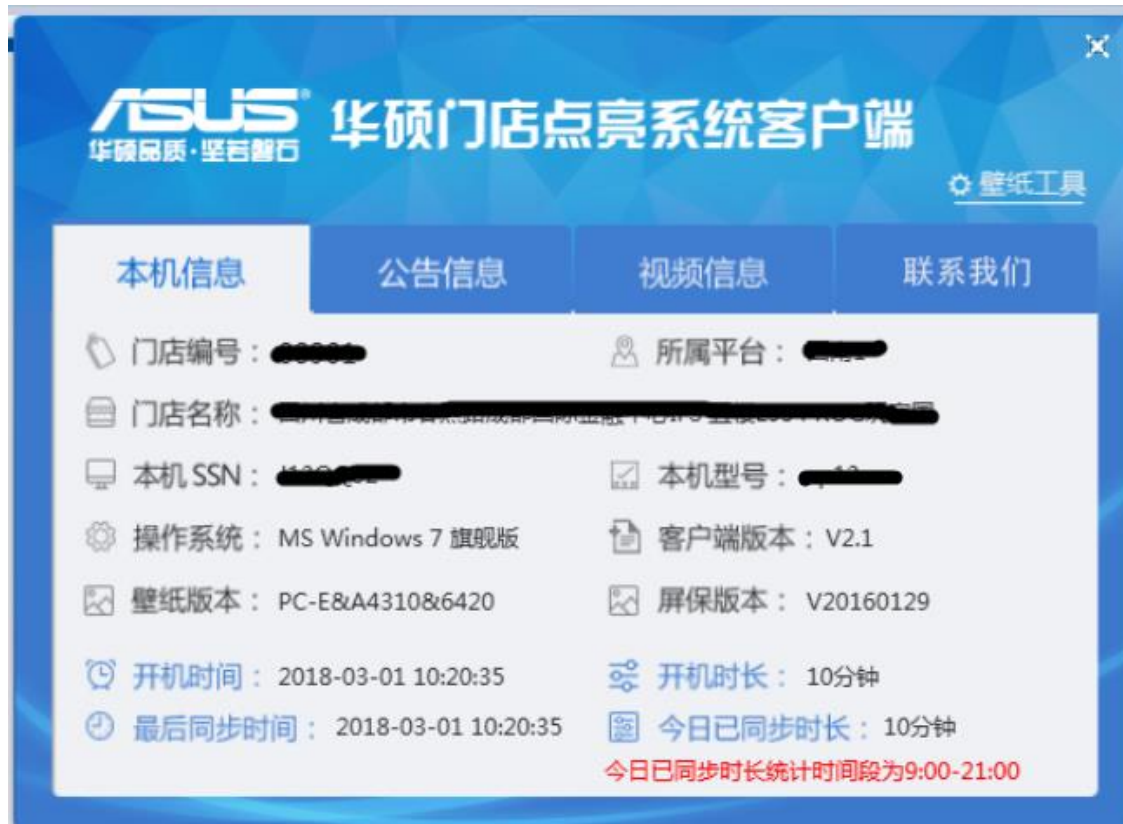 ASUS® 华硕门店点亮系统客户端
华硕品质·坚若磐石
壁纸工具
本机信息 公告信息 视频信息 联系我们
门店编号： 所属平台：
门店名称：
本机 SSN： 本机型号：
操作系统： MS Windows 7 旗舰版 客户端版本：V2.1
壁纸版本： PC-E&A4310&6420 屏保版本： V20160129
开机时间： 2018-03-01 10:20:35 开机时长： 10分钟
最后同步时间： 2018-03-01 10:20:35 今日已同步时长： 10分钟
今日已同步时长统计时间段为9:00-21:00